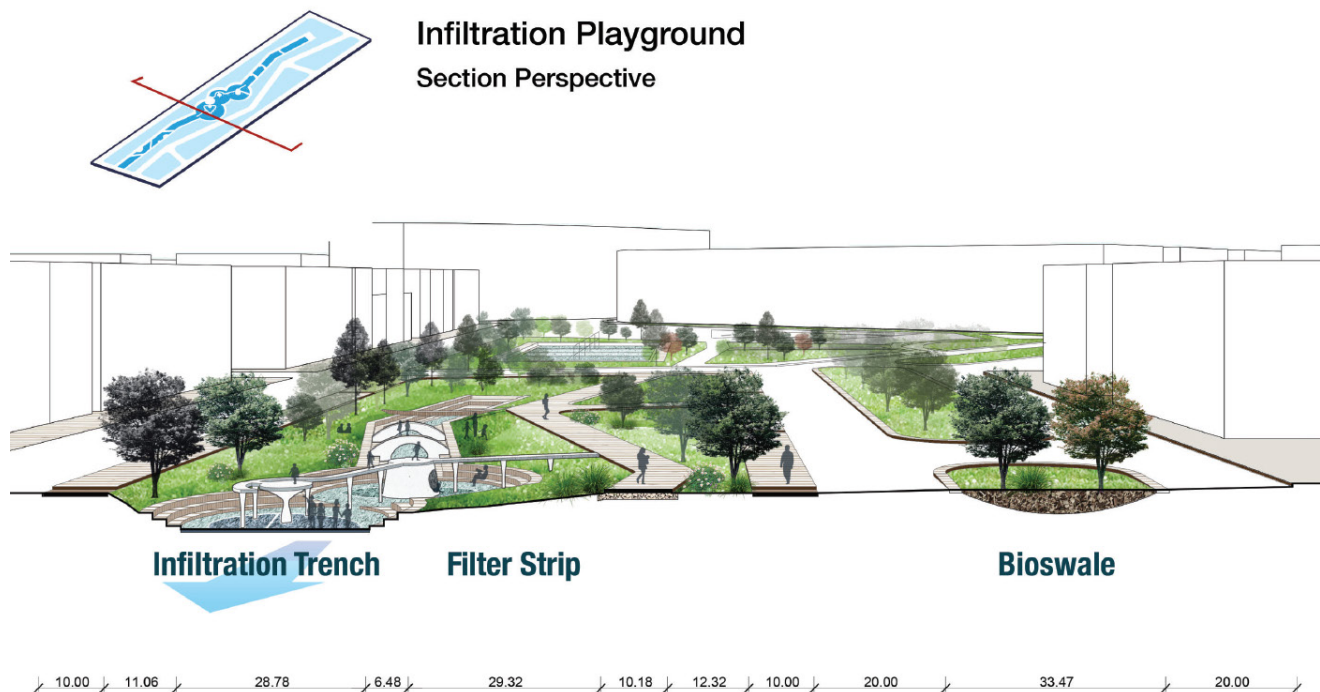 Infiltration Playground
Section Perspective
Infiltration Trench
Filter Strip
Bioswale
10.00 11.06 28.78 6.48 29.32 10.18 12.32 10.00 20.00 33.47 20.00